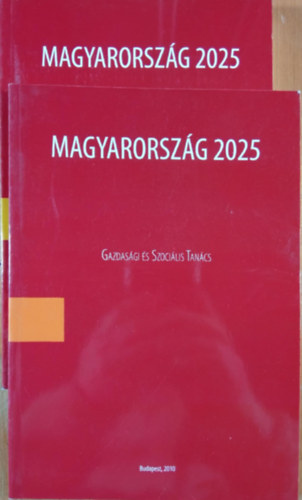 MAGYARORSZÁG 2025
MAGYARORSZÁG 2025
GAZDASÁGI ÉS SZOCIÁLIS TANÁCS
Budapest, 2010